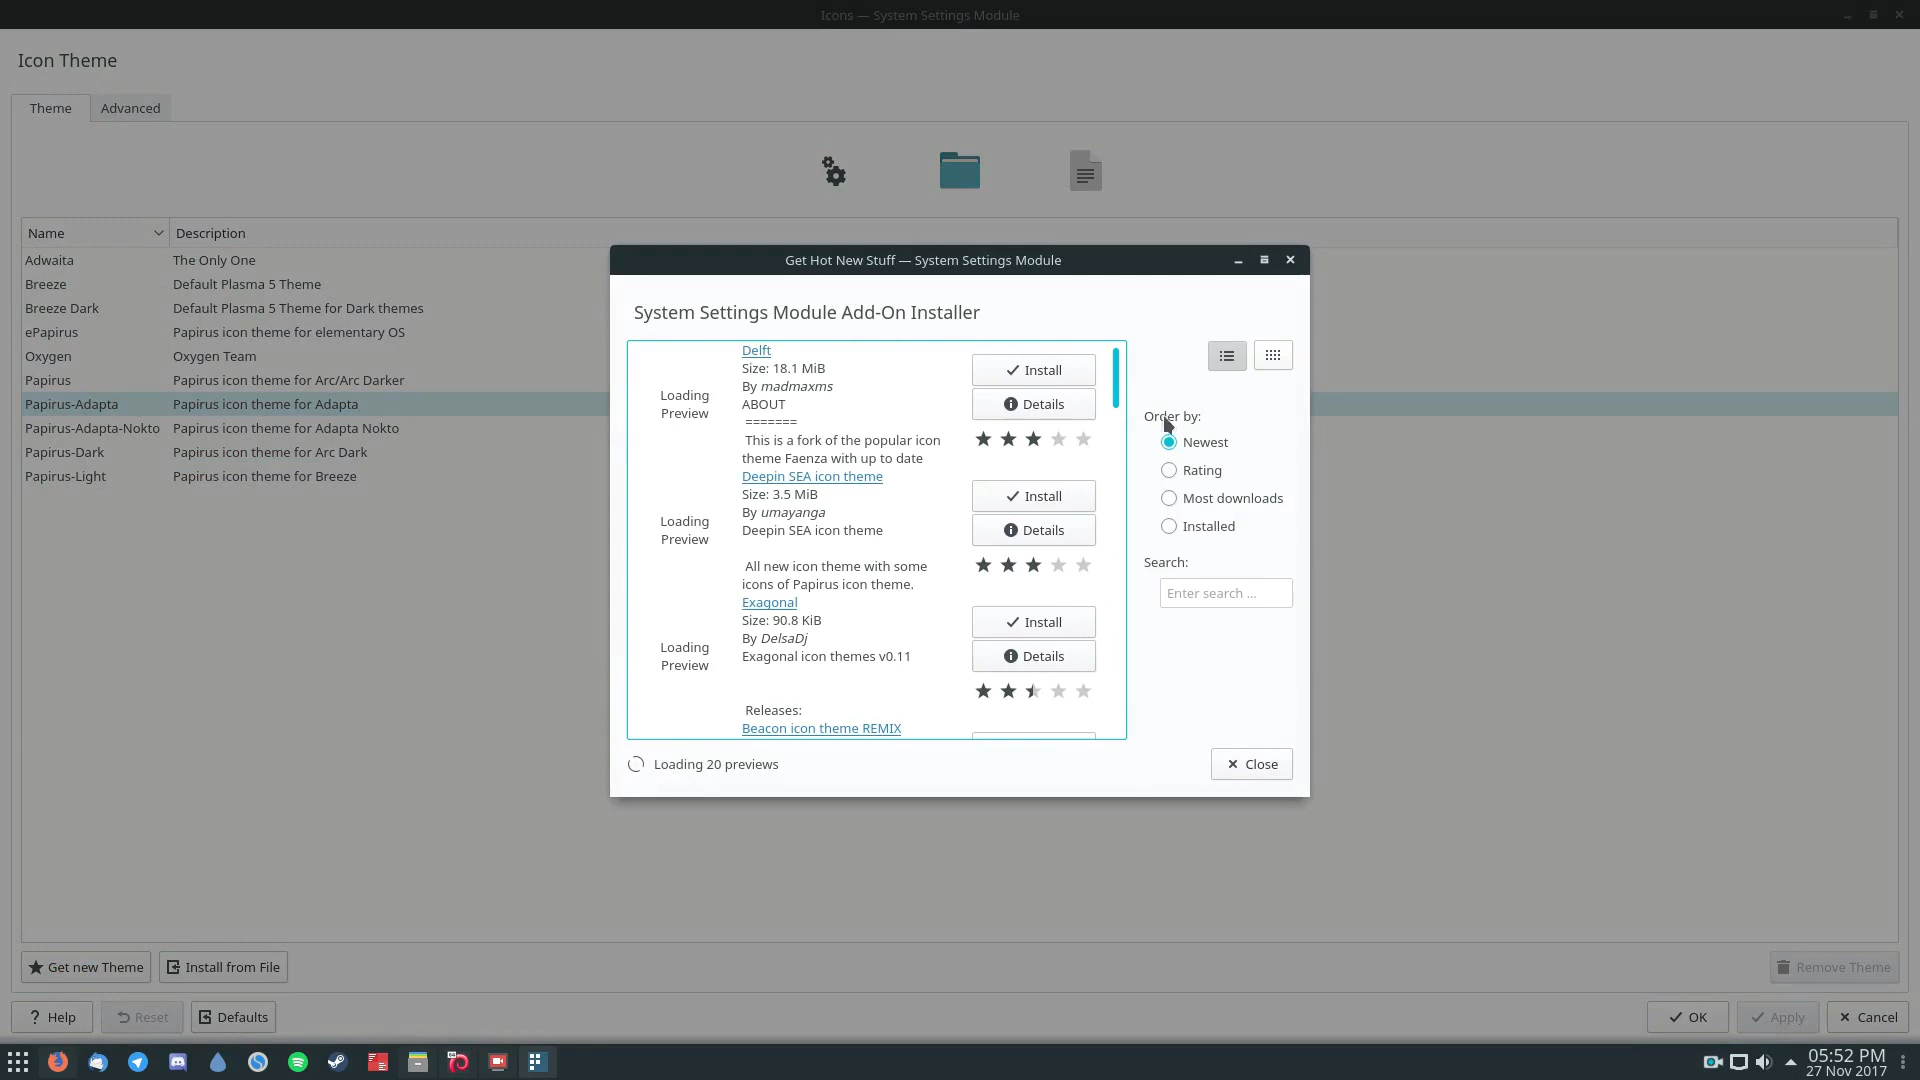 Icons — System Settings Module
Icon Theme
Theme
Advanced
Name
Description
Adwaita
The Only One
Breeze
Default Plasma 5 Theme
Breeze Dark
Default Plasma 5 Theme for Dark themes
ePapirus
Papirus icon theme for elementary OS
Oxygen
Oxygen Team
Papirus
Papirus icon theme for Arc/Arc Darker
Papirus-Adapta
Papirus icon theme for Adapta
Papirus-Adapta-Nokto
Papirus icon theme for Adapta Nokto
Papirus-Dark
Papirus icon theme for Arc Dark
Papirus-Light
Papirus icon theme for Breeze
Get Hot New Stuff — System Settings Module
System Settings Module Add-On Installer
Loading
Preview
Delft
Size: 18.1 MiB
By madmaxms
ABOUT
=======
This is a fork of the popular icon
theme Faenza with up to date
Install
Details
Loading
Preview
Deepin SEA icon theme
Size: 3.5 MiB
By umayanga
Deepin SEA icon theme
All new icon theme with some
icons of Papirus icon theme.
Install
Details
Loading
Preview
Exagonal
Size: 90.8 KiB
By DelsaDj
Exagonal icon themes v0.11
Releases:
Install
Details
Beacon icon theme REMIX
Order by:
Newest
Rating
Most downloads
Installed
Search:
Enter search ...
Loading 20 previews
Close
Get new Theme
Install from File
Remove Theme
Help
Reset
Defaults
OK
Apply
Cancel
05:52 PM
27 Nov 2017